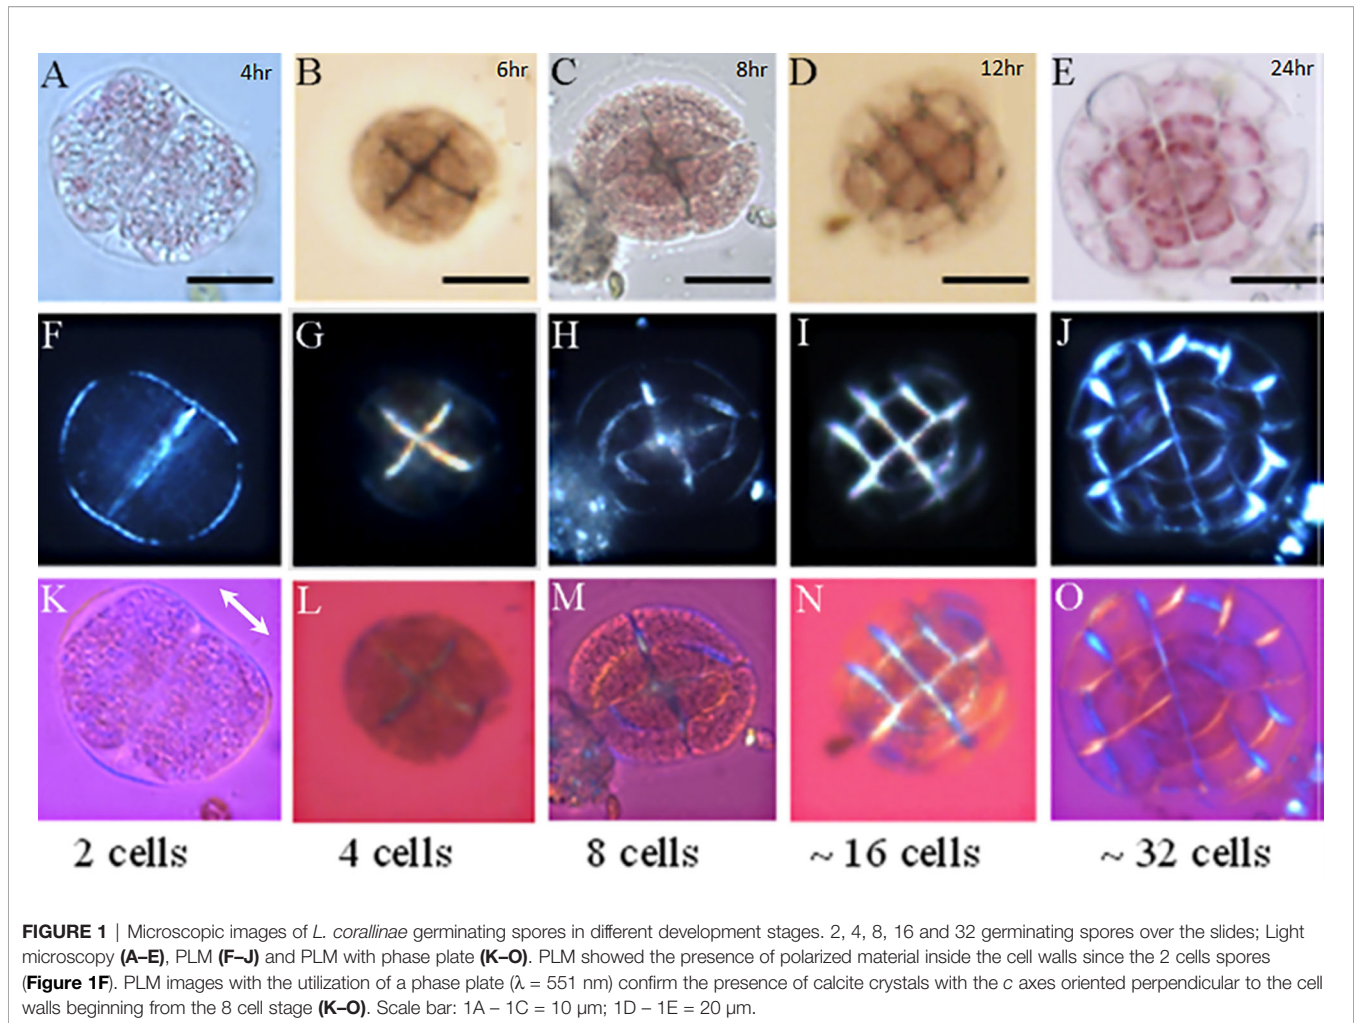 A 4hr B 6hr C 8hr D 12hr E 24hr
F G H I J
K L M N O
2 cells 4 cells 8 cells ~ 16 cells ~ 32 cells
FIGURE 1 | Microscopic images of L. corallinae germinating spores in different development stages. 2, 4, 8, 16 and 32 germinating spores over the slides; Light
microscopy (A–E), PLM (F–J) and PLM with phase plate (K–O). PLM showed the presence of polarized material inside the cell walls since the 2 cells spores
(Figure 1F). PLM images with the utilization of a phase plate (λ = 551 nm) confirm the presence of calcite crystals with the c axes oriented perpendicular to the cell
walls beginning from the 8 cell stage (K–O). Scale bar: 1A – 1C = 10 μm; 1D – 1E = 20 μm.